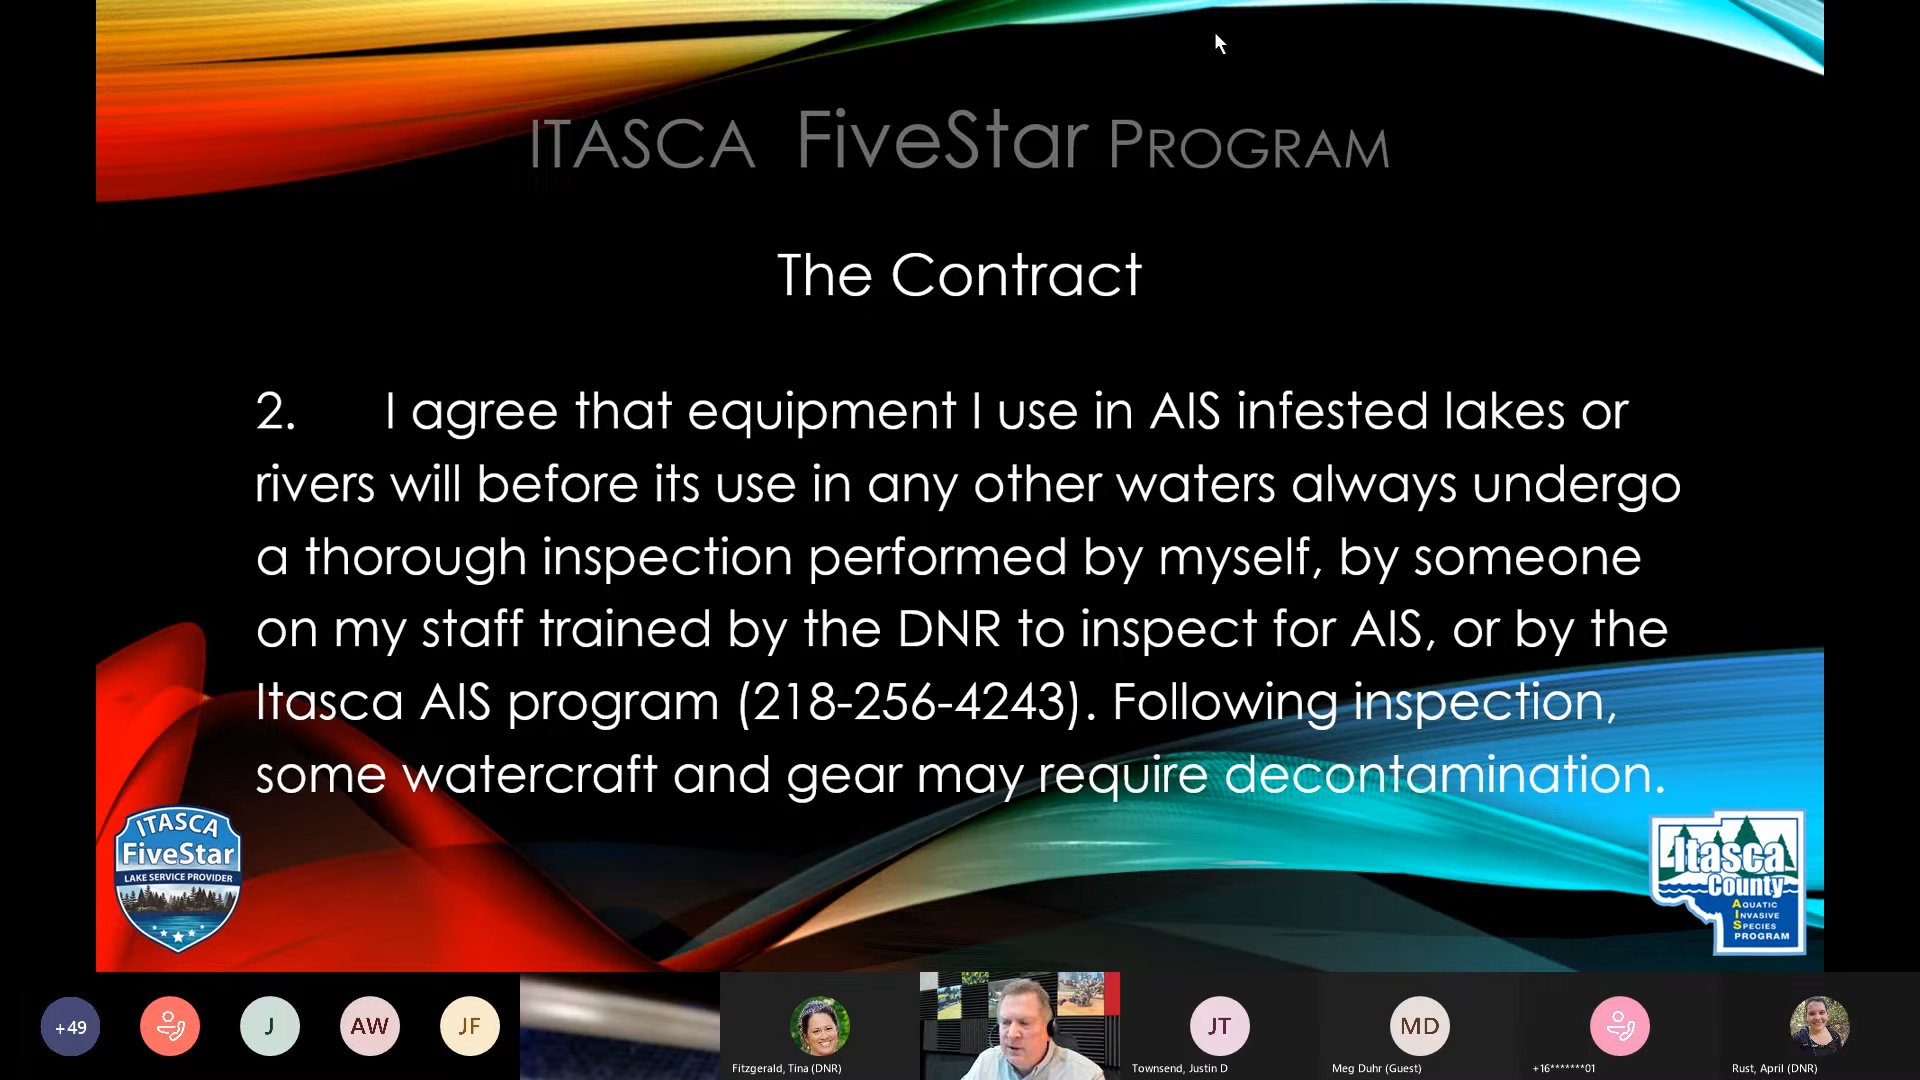 ITASCA FiveStar PROGRAM
The Contract
2. I agree that equipment I use in AIS infested lakes or
rivers will before its use in any other waters always undergo
a thorough inspection performed by myself, by someone
on my staff trained by the DNR to inspect for AIS, or by the
Itasca AIS program (218-256-4243). Following inspection,
some watercraft and gear may require decontamination.
ITASCA
FiveStar
LAKE SERVICE PROVIDER
Itasca
County
AQUATIC
INVASIVE
SPECIES
PROGRAM
+49
J
AW
JF
JT
MD
Fitzgerald, Tina (DNR)
Townsend, Justin D
Meg Duhr (Guest)
+16*******01
Rust, April (DNR)